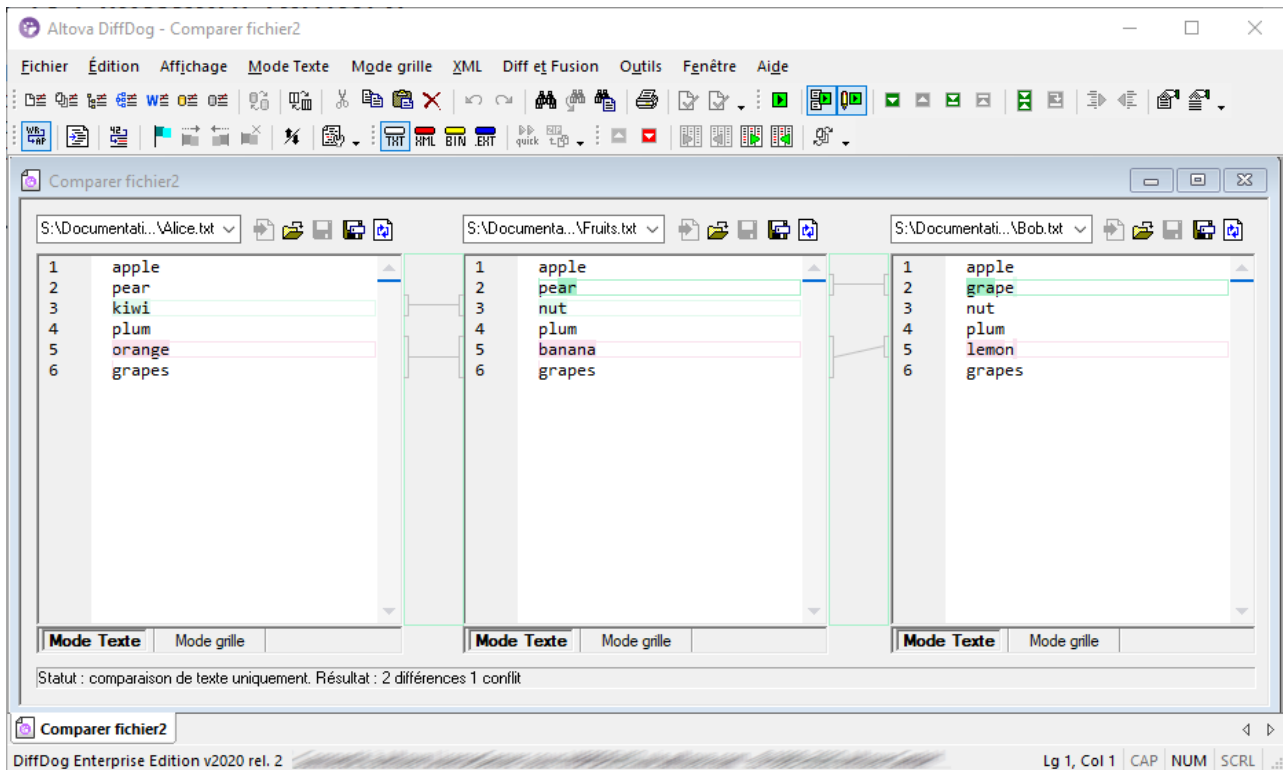 Altova DiffDog - Comparer fichier2
Fichier Édition Affichage Mode Texte Mode grille XML Diff et Fusion Outils Fenêtre Aide
TXT XML BIN EXT quick
Comparer fichier2
S:\Documentati...\Alice.txt S:\Documenta...\Fruits.txt S:\Documentati...\Bob.txt
1 apple 1 apple 1 apple
2 pear 2 pear 2 grape
3 kiwi 3 nut 3 nut
4 plum 4 plum 4 plum
5 orange 5 banana 5 lemon
6 grapes 6 grapes 6 grapes
Mode Texte Mode grille Mode Texte Mode grille Mode Texte Mode grille
Statut : comparaison de texte uniquement. Résultat : 2 différences 1 conflit
Comparer fichier2
DiffDog Enterprise Edition v2020 rel. 2 Lg 1, Col 1 CAP NUM SCRL